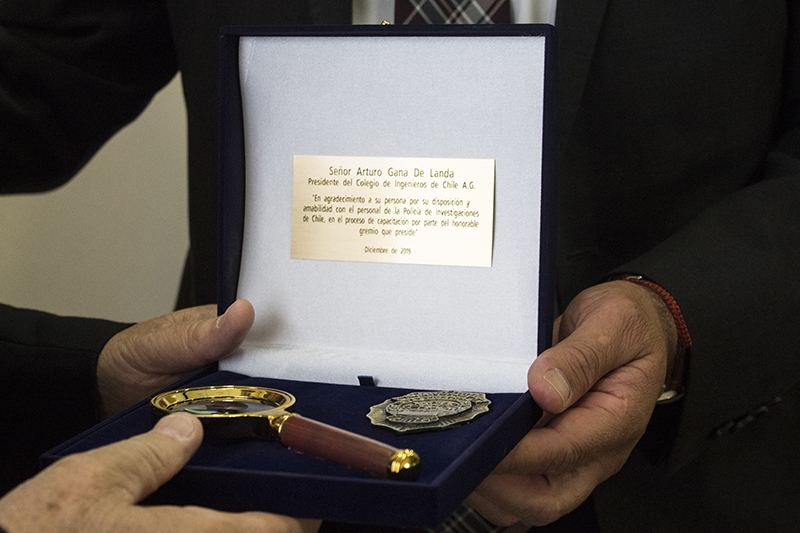 Señor Arturo Gana De Landa
Presidente del Colegio de Ingenieros de Chile A.G.
"En agradecimiento a su persona por su disposición y
amabilidad con el personal de la Policía de Investigaciones
de Chile, en el proceso de capacitación por parte del honorable
gremio que preside"
Diciembre de 2019